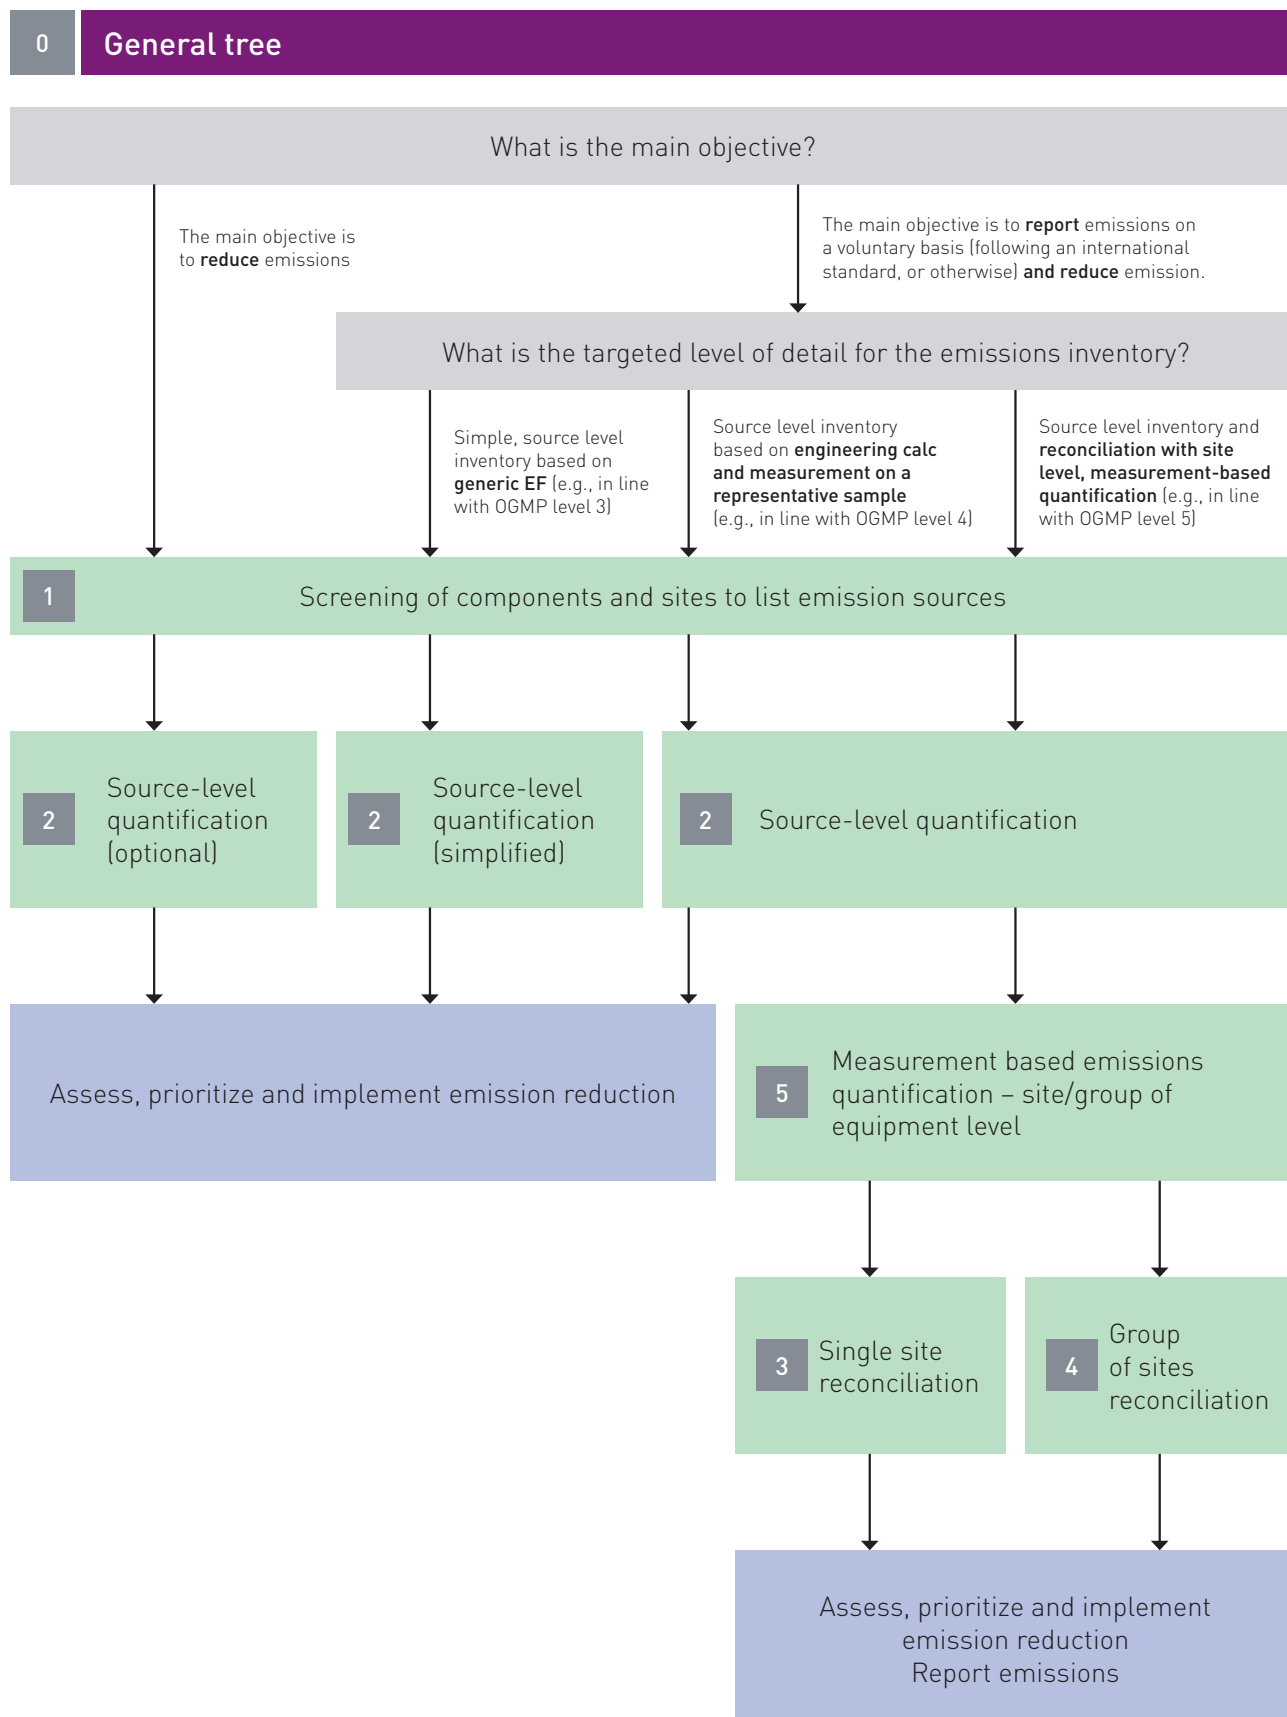 0
General tree
What is the main objective?
The main objective is
to reduce emissions
The main objective is to report emissions on
a voluntary basis (following an international
standard, or otherwise) and reduce emission.
What is the targeted level of detail for the emissions inventory?
Simple, source level
inventory based on
generic EF (e.g., in line
with OGMP level 3)
Source level inventory
based on engineering calc
and measurement on a
representative sample
(e.g., in line with OGMP level 4)
Source level inventory and
reconciliation with site
level, measurement-based
quantification (e.g., in line
with OGMP level 5)
1
Screening of components and sites to list emission sources
2
Source-level
quantification
(optional)
2
Source-level
quantification
(simplified)
2
Source-level quantification
Assess, prioritize and implement emission reduction
5
Measurement based emissions
quantification – site/group of
equipment level
3
Single site
reconciliation
4
Group
of sites
reconciliation
Assess, prioritize and implement
emission reduction
Report emissions